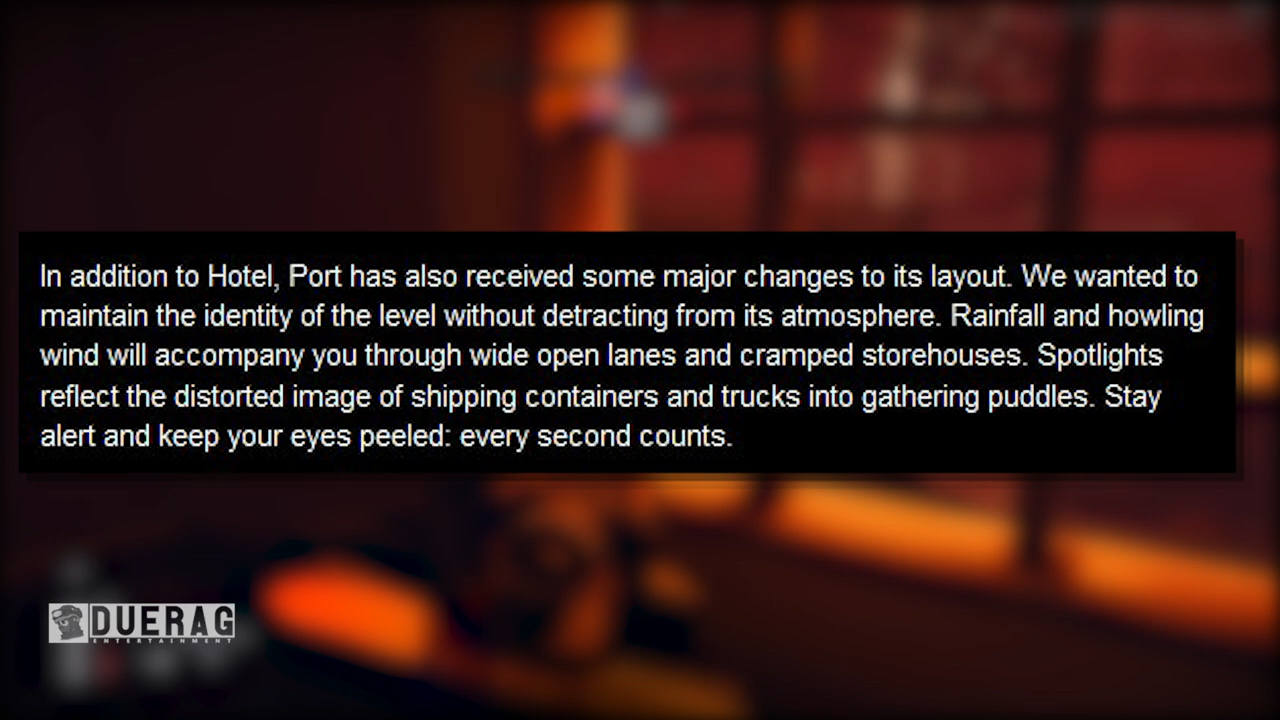 In addition to Hotel, Port has also received some major changes to its layout. We wanted to
maintain the identity of the level without detracting from its atmosphere. Rainfall and howling
wind will accompany you through wide open lanes and cramped storehouses. Spotlights
reflect the distorted image of shipping containers and trucks into gathering puddles. Stay
alert and keep your eyes peeled: every second counts.
DUERAG
ENTERTAINMENT